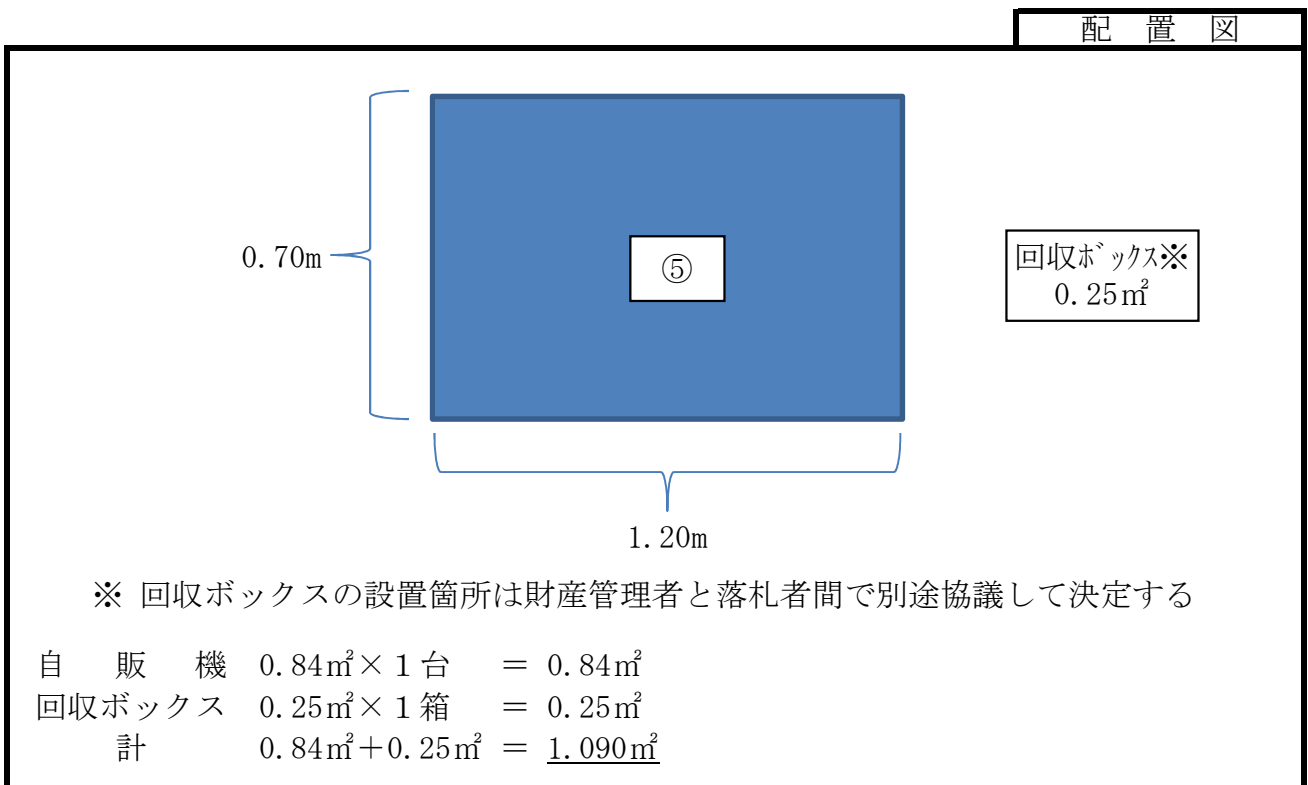 配　置　図
0.70m
⑤
回収ﾎﾞｯｸｽ※
0.25㎡
1.20m
※ 回収ボックスの設置箇所は財産管理者と落札者間で別途協議して決定する
自　販　機　0.84㎡×１台　＝ 0.84㎡
回収ボックス　0.25㎡×１箱　＝ 0.25㎡
計　0.84㎡＋0.25㎡ ＝ 1.090㎡